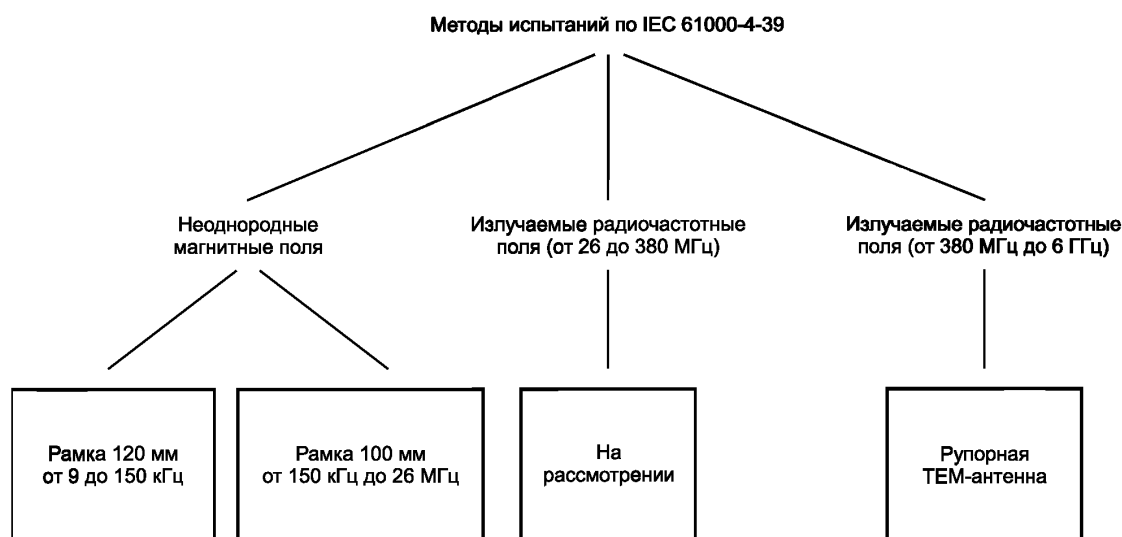 Методы испытаний по IEC 61000-4-39
Неоднородные
магнитные поля
Излучаемые радиочастотные
поля (от 26 до 380 МГц)
Излучаемые радиочастотные
поля (от 380 МГц до 6 ГГц)
Рамка 120 мм
от 9 до 150 кГц
Рамка 100 мм
от 150 кГц до 26 МГц
На
рассмотрении
Рупорная
ТЕМ-антенна